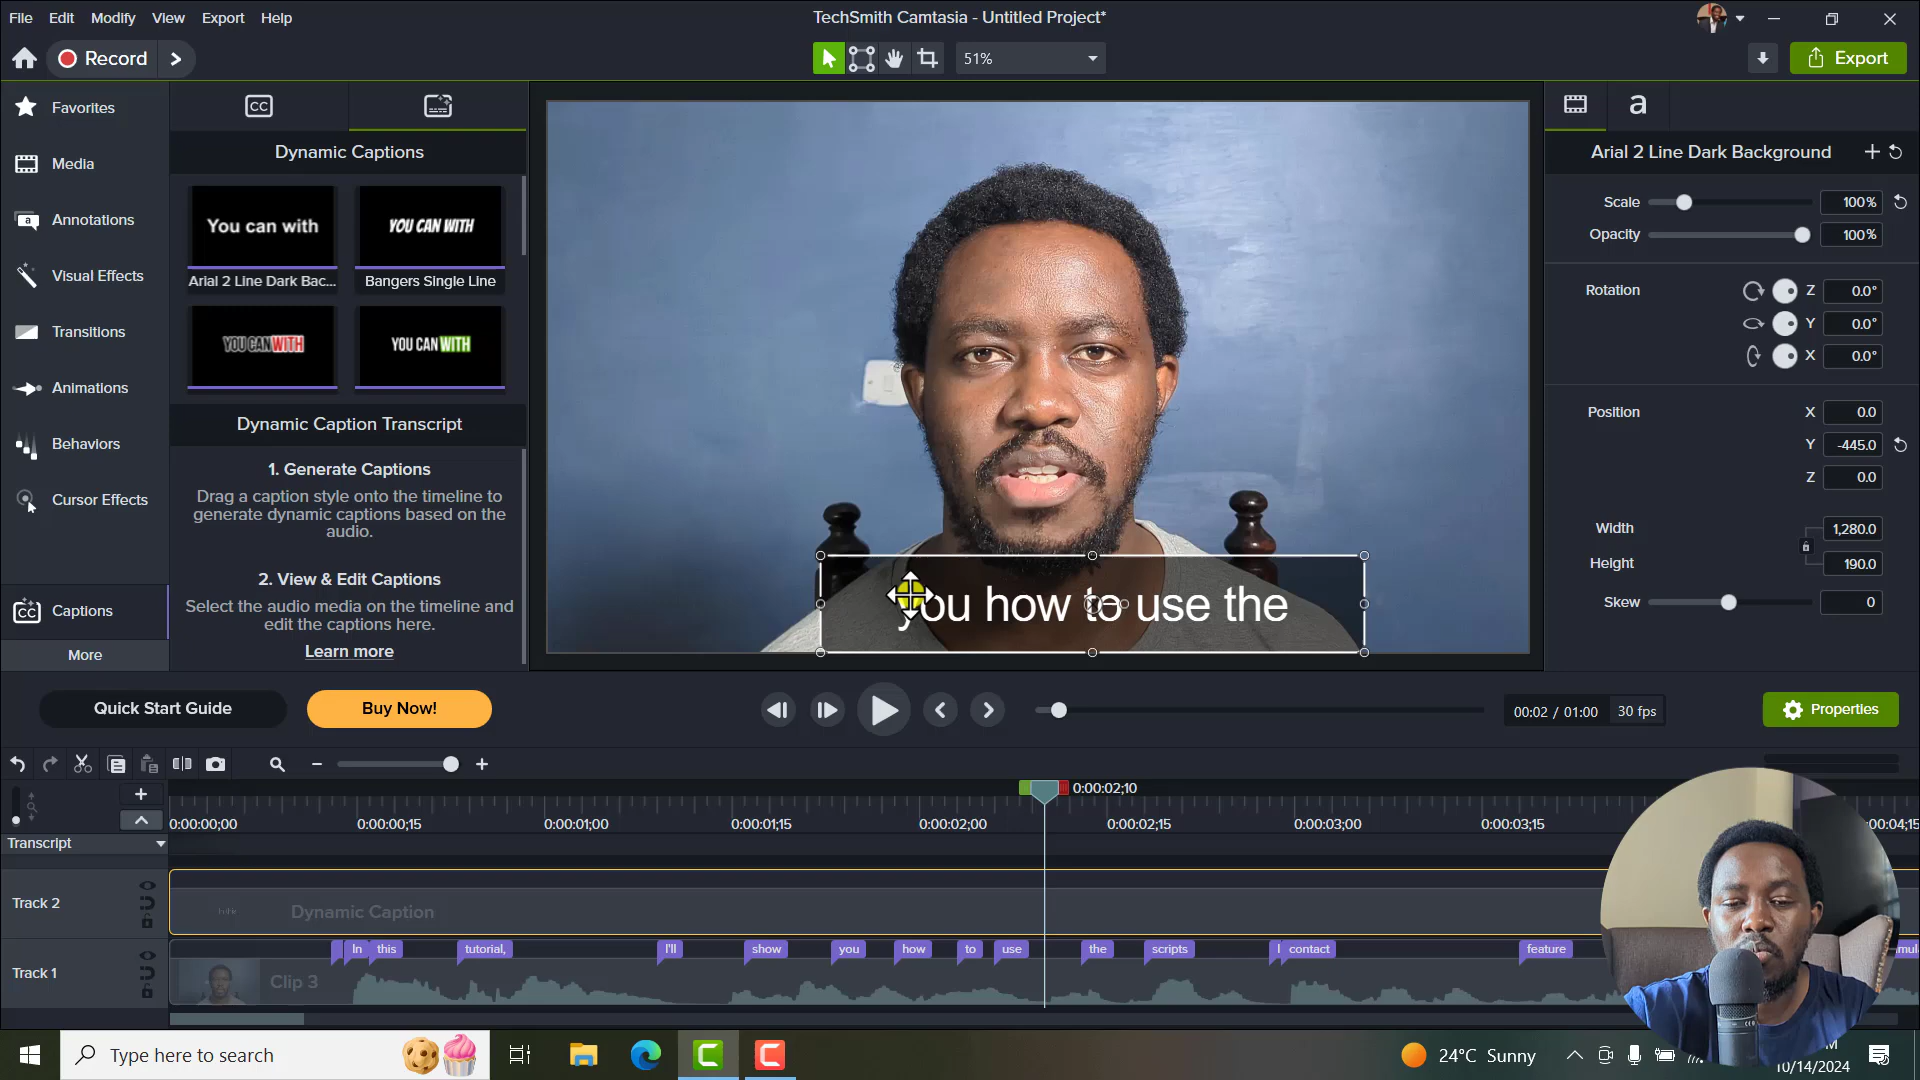 File Edit Modify View Export Help
TechSmith Camtasia - Untitled Project*
Record
51%
Export
Favorites
Media
Annotations
Visual Effects
Transitions
Animations
Behaviors
Cursor Effects
CC Captions
More
CC
Dynamic Captions
You can with
YOU CAN WITH
Arial 2 Line Dark Bac...
Bangers Single Line
YOU CAN WITH
YOU CAN WITH
Dynamic Caption Transcript
1. Generate Captions
Drag a caption style onto the timeline to
generate dynamic captions based on the
audio.
2. View & Edit Captions
Select the audio media on the timeline and
edit the captions here.
Learn more
you how to use the
a
Arial 2 Line Dark Background
Scale 100%
Opacity 100%
Rotation Z 0.0°
Y 0.0°
X 0.0°
Position X 0.0
Y -445.0
Z 0.0
Width 1,280.0
Height 190.0
Skew 0
Quick Start Guide
Buy Now!
00:02 / 01:00 30 fps
Properties
0:00:02;10
0:00:00;00 0:00:00;15 0:00:01;00 0:00:01;15 0:00:02;00 0:00:02;15 0:00:03;00 0:00:03;15
Transcript
Track 2
Dynamic Caption
In this tutorial, I'll show you how to use the scripts I contact feature
Track 1
Clip 3
Type here to search
24°C Sunny
10/14/2024